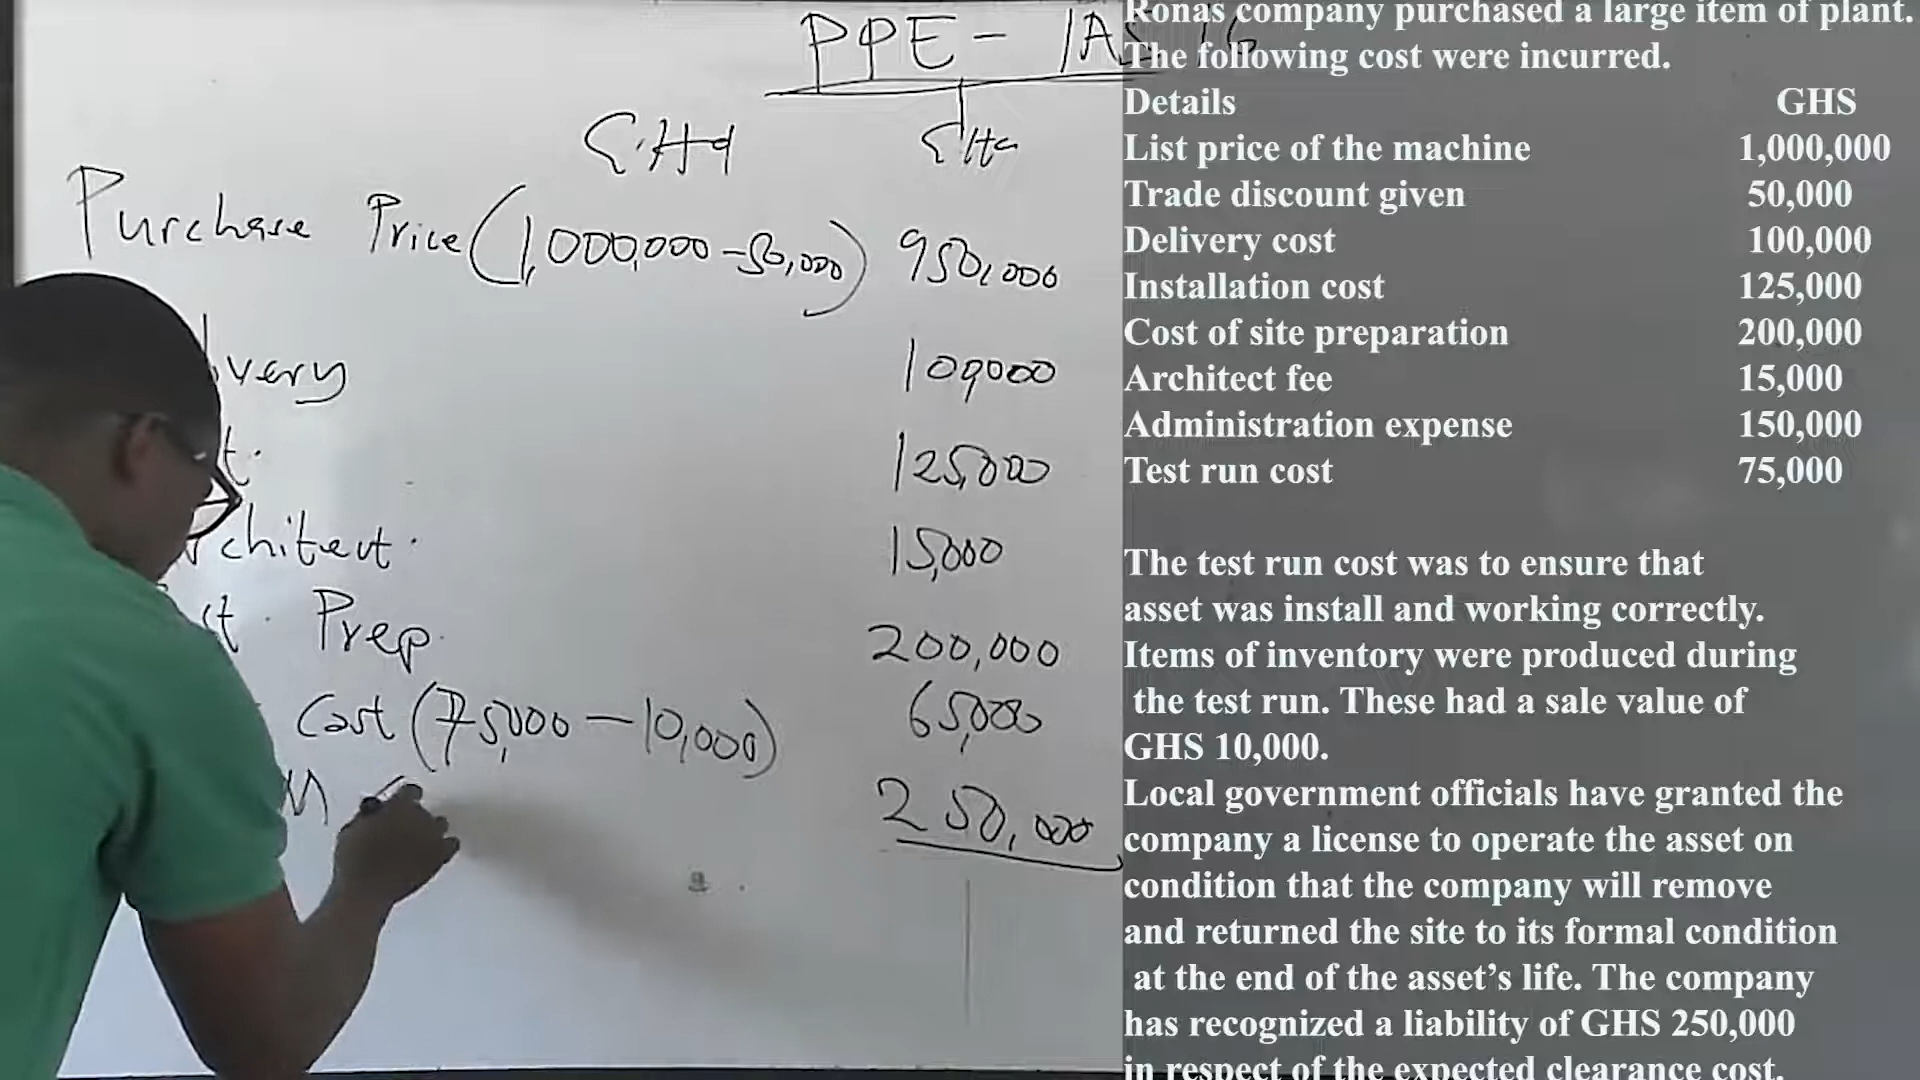 PPE - IAS 16
GH¢ GH¢
Purchase Price (1,000,000 - 50,000) 950,000
livery 100,000
t. 125,000
rchitect. 15,000
t. Prep. 200,000
Cost (75,000 - 10,000) 65,000
250,000
Ronas company purchased a large item of plant.
The following cost were incurred.
Details GHS
List price of the machine 1,000,000
Trade discount given 50,000
Delivery cost 100,000
Installation cost 125,000
Cost of site preparation 200,000
Architect fee 15,000
Administration expense 150,000
Test run cost 75,000
The test run cost was to ensure that
asset was install and working correctly.
Items of inventory were produced during
the test run. These had a sale value of
GHS 10,000.
Local government officials have granted the
company a license to operate the asset on
condition that the company will remove
and returned the site to its formal condition
at the end of the asset's life. The company
has recognized a liability of GHS 250,000
in respect of the expected clearance cost.